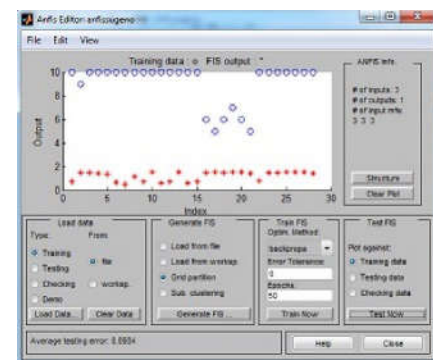 Anfis Editor: anfissugeno
File Edit View
Training data : o FIS output : *
10
8
6
4
2
0
Output
0 5 10 15 20 25 30
Index
ANFIS Info.
# of inputs: 3
# of outputs: 1
# of input mfs:
3 3 3
Structure
Clear Plot
Load data
Type: From:
Training
Testing
Checking
Demo
file
worksp.
Load Data... Clear Data
Generate FIS
Load from file
Load from worksp.
Grid partition
Sub. clustering
Generate FIS ...
Train FIS
Optim. Method:
backpropa
Error Tolerance:
0
Epochs:
50
Train Now
Test FIS
Plot against:
Training data
Testing data
Checking data
Test Now
Average testing error:
Help Close